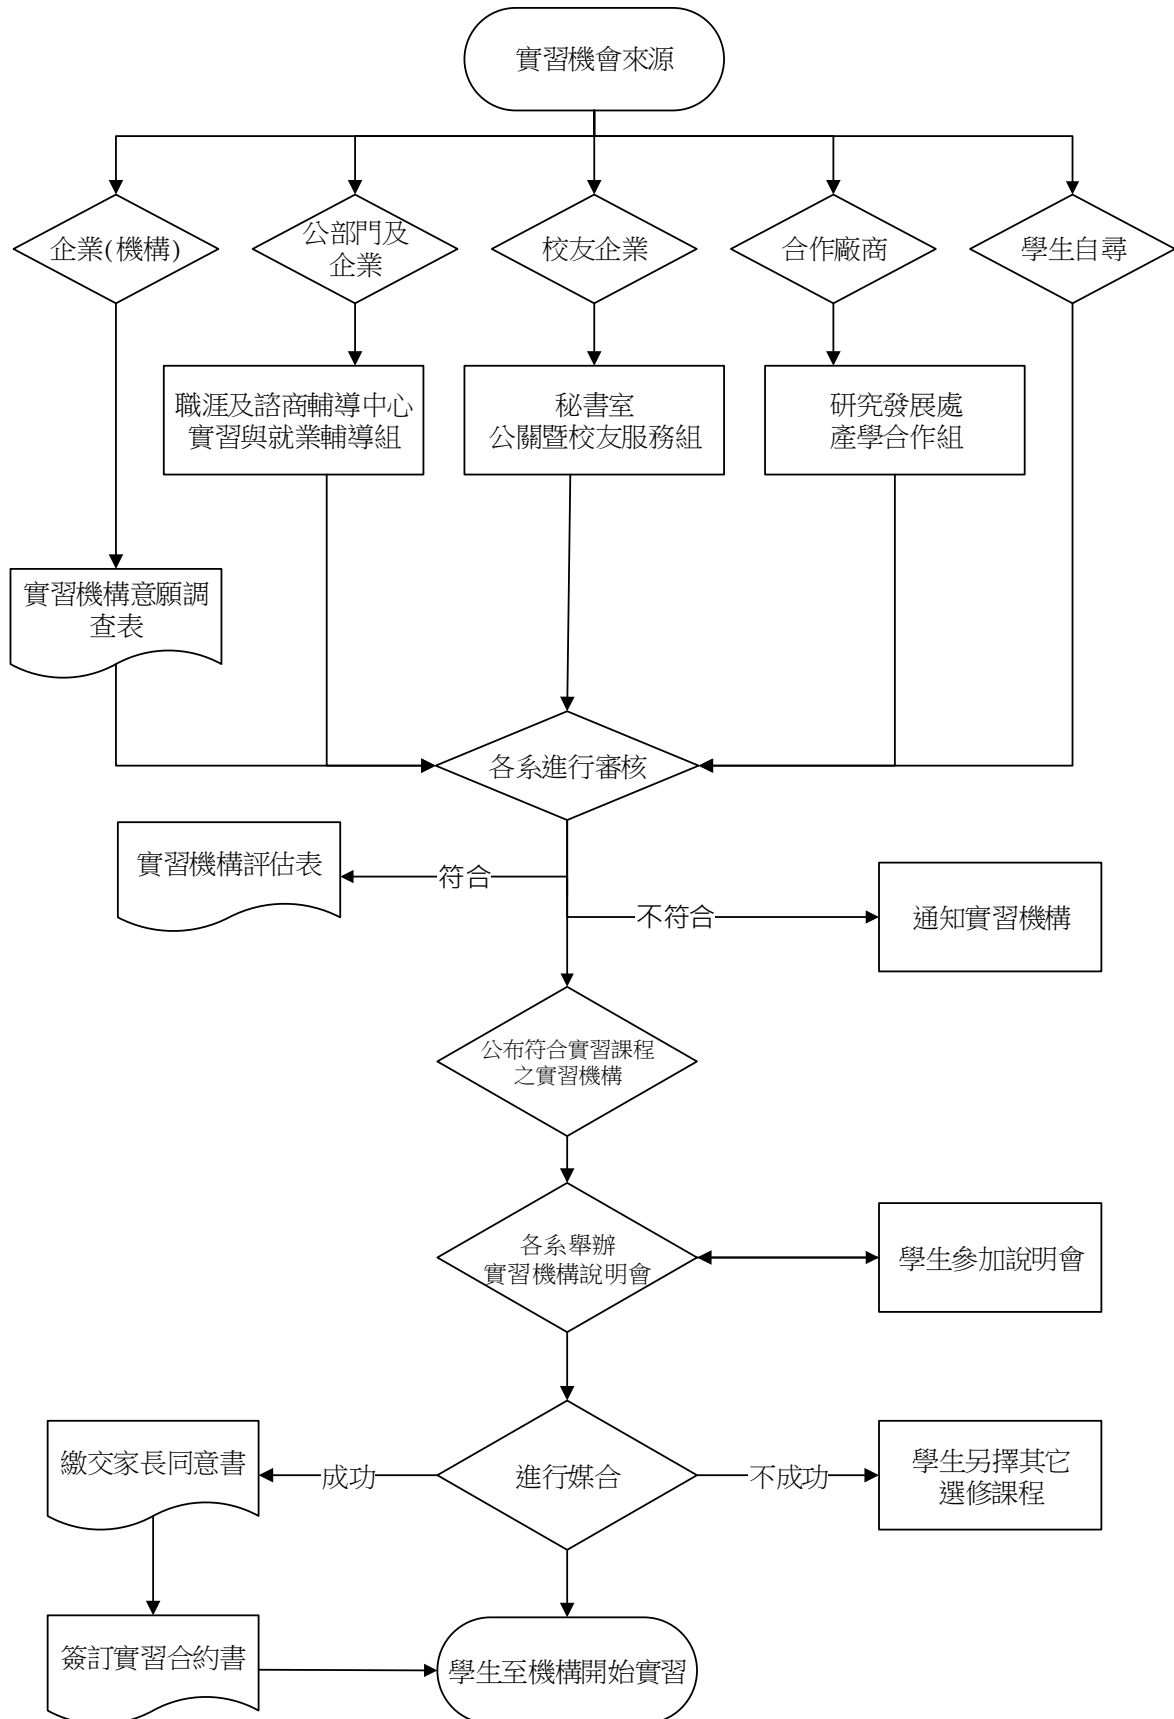 實習機會來源
企業(機構)
公部門及
企業
校友企業
合作廠商
學生自尋
職涯及諮商輔導中心
實習與就業輔導組
秘書室
公關暨校友服務組
研究發展處
產學合作組
實習機構意願調
查表
各系進行審核
實習機構評估表
符合
不符合
通知實習機構
公布符合實習課程
之實習機構
各系舉辦
實習機構說明會
學生參加說明會
繳交家長同意書
成功
進行媒合
不成功
學生另擇其它
選修課程
簽訂實習合約書
學生至機構開始實習